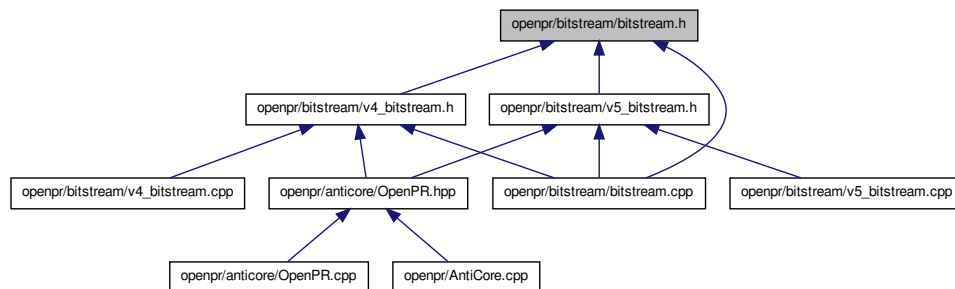 openpr/bitstream/bitstream.h
openpr/bitstream/v4_bitstream.h
openpr/bitstream/v5_bitstream.h
openpr/bitstream/v4_bitstream.cpp
openpr/anticore/OpenPR.hpp
openpr/bitstream/bitstream.cpp
openpr/bitstream/v5_bitstream.cpp
openpr/anticore/OpenPR.cpp
openpr/AntiCore.cpp